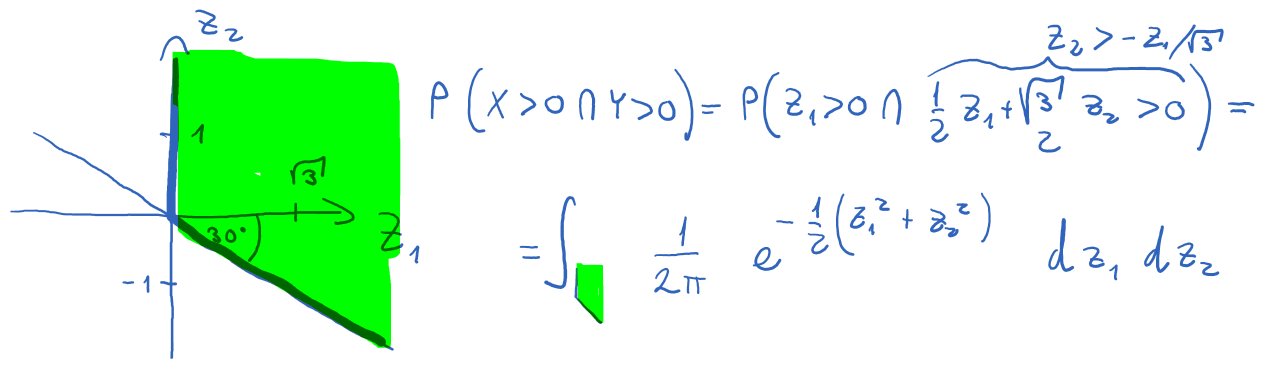 z₂
1
√3
30°
z₁
-1
z₂ > - z₁/√3
P(X>0 ∩ Y>0) = P(z₁>0 ∩ 1/2 z₁ + √3/2 z₂ >0) =
= ∫ 1/2π e^{-1/2(z₁² + z₂²)} dz₁ dz₂